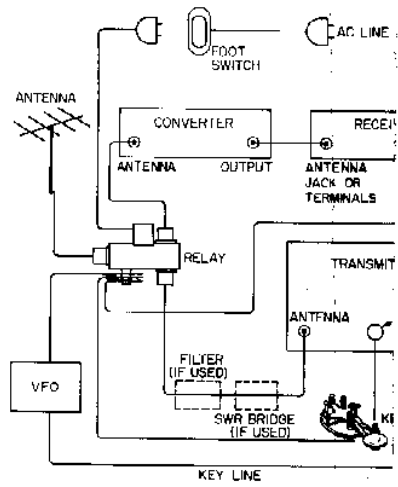 AC LINE
FOOT
SWITCH
ANTENNA
CONVERTER
ANTENNA
OUTPUT
ANTENNA
JACK OR
TERMINALS
RELAY
TRANSMIT
ANTENNA
FILTER
(IF USED)
VFO
SWR BRIDGE
(IF USED)
KEY LINE